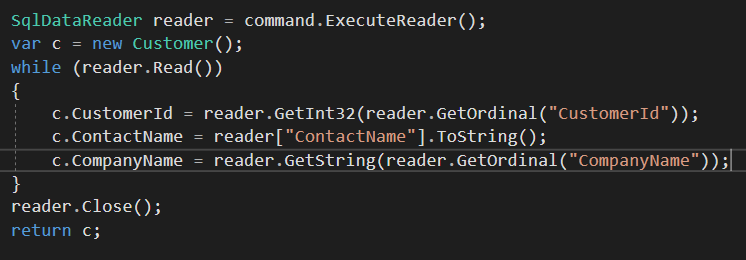 SqlDataReader reader = command.ExecuteReader();
var c = new Customer();
while (reader.Read())
{
    c.CustomerId = reader.GetInt32(reader.GetOrdinal("CustomerId"));
    c.ContactName = reader["ContactName"].ToString();
    c.CompanyName = reader.GetString(reader.GetOrdinal("CompanyName"));
}
reader.Close();
return c;